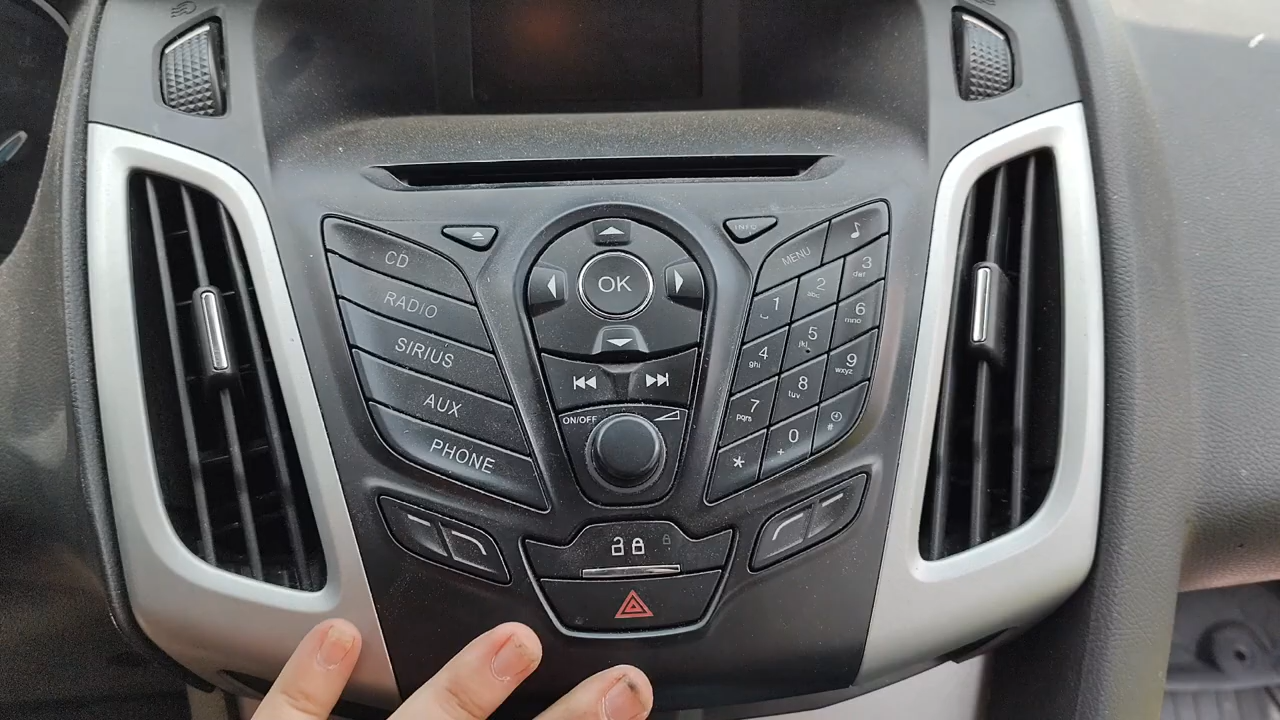 CD
RADIO
SIRIUS
AUX
PHONE
OK
ON/OFF
INFO
MENU
1
2 abc
3 def
4 ghi
5 jkl
6 mno
7 pqrs
8 tuv
9 wxyz
*
0 +
#